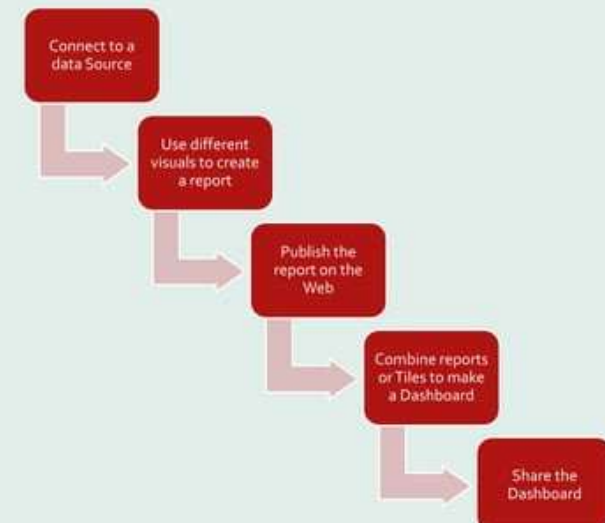 Connect to a
data Source
Use different
visuals to create
a report
Publish the
report on the
Web
Combine reports
or Tiles to make
a Dashboard
Share the
Dashboard